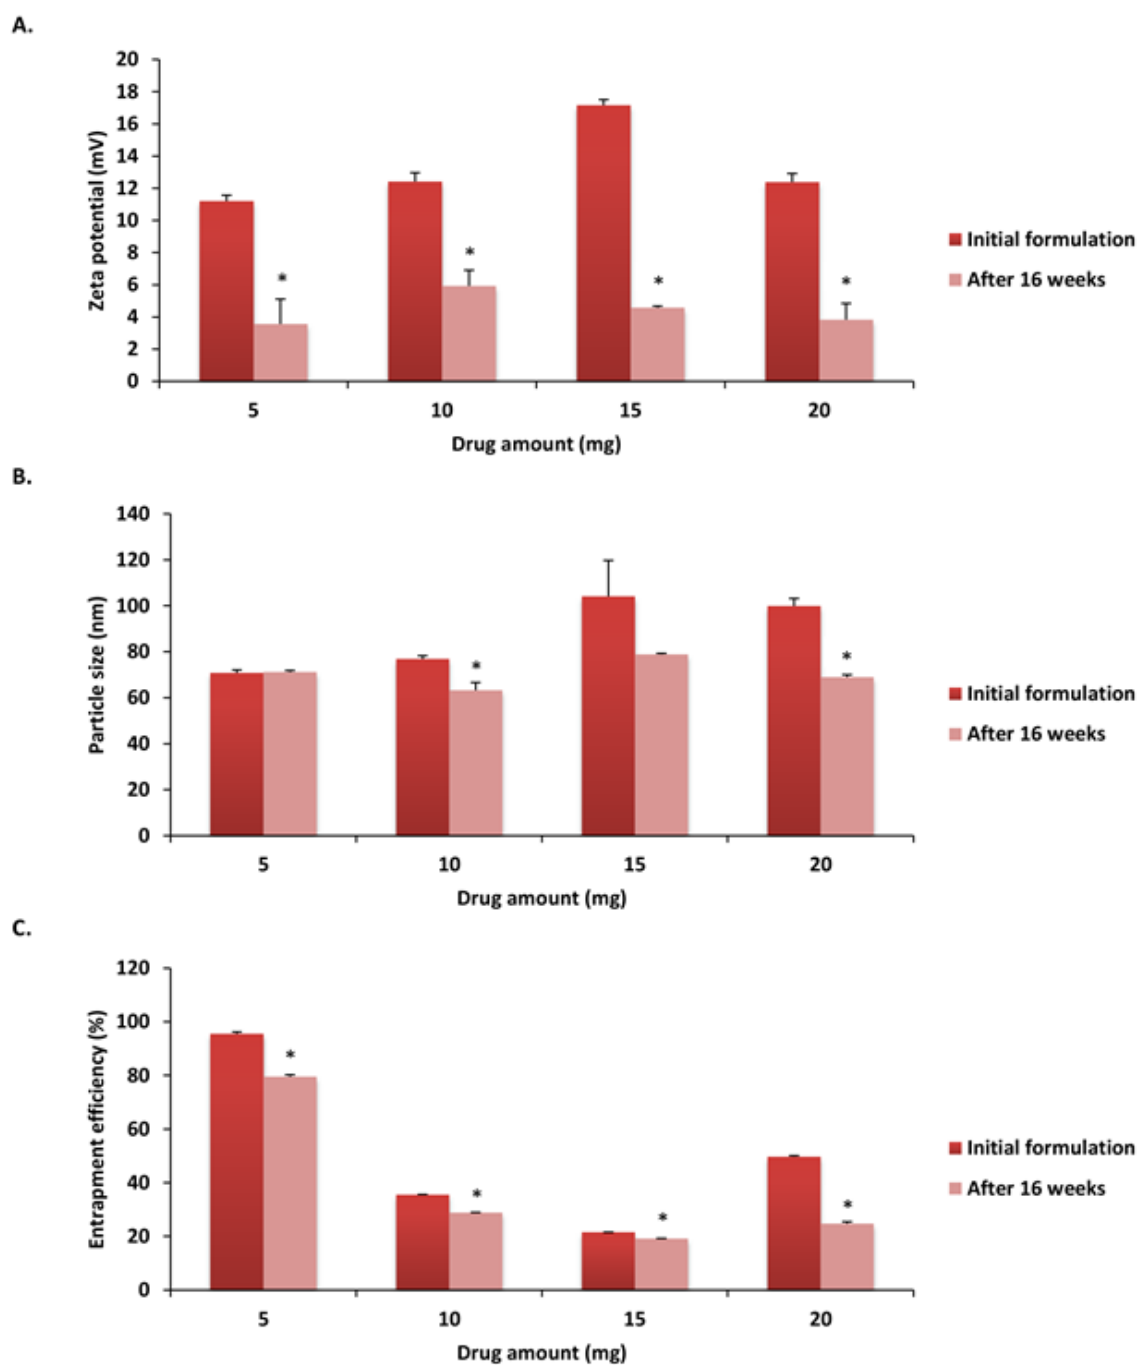 A.
Zeta potential (mV)
20
18
16
14
12
10
8
6
4
2
0
* * * *
5 10 15 20
Drug amount (mg)
Initial formulation
After 16 weeks
B.
Particle size (nm)
140
120
100
80
60
40
20
0
* *
5 10 15 20
Drug amount (mg)
Initial formulation
After 16 weeks
C.
Entrapment efficiency (%)
120
100
80
60
40
20
0
* * * *
5 10 15 20
Drug amount (mg)
Initial formulation
After 16 weeks